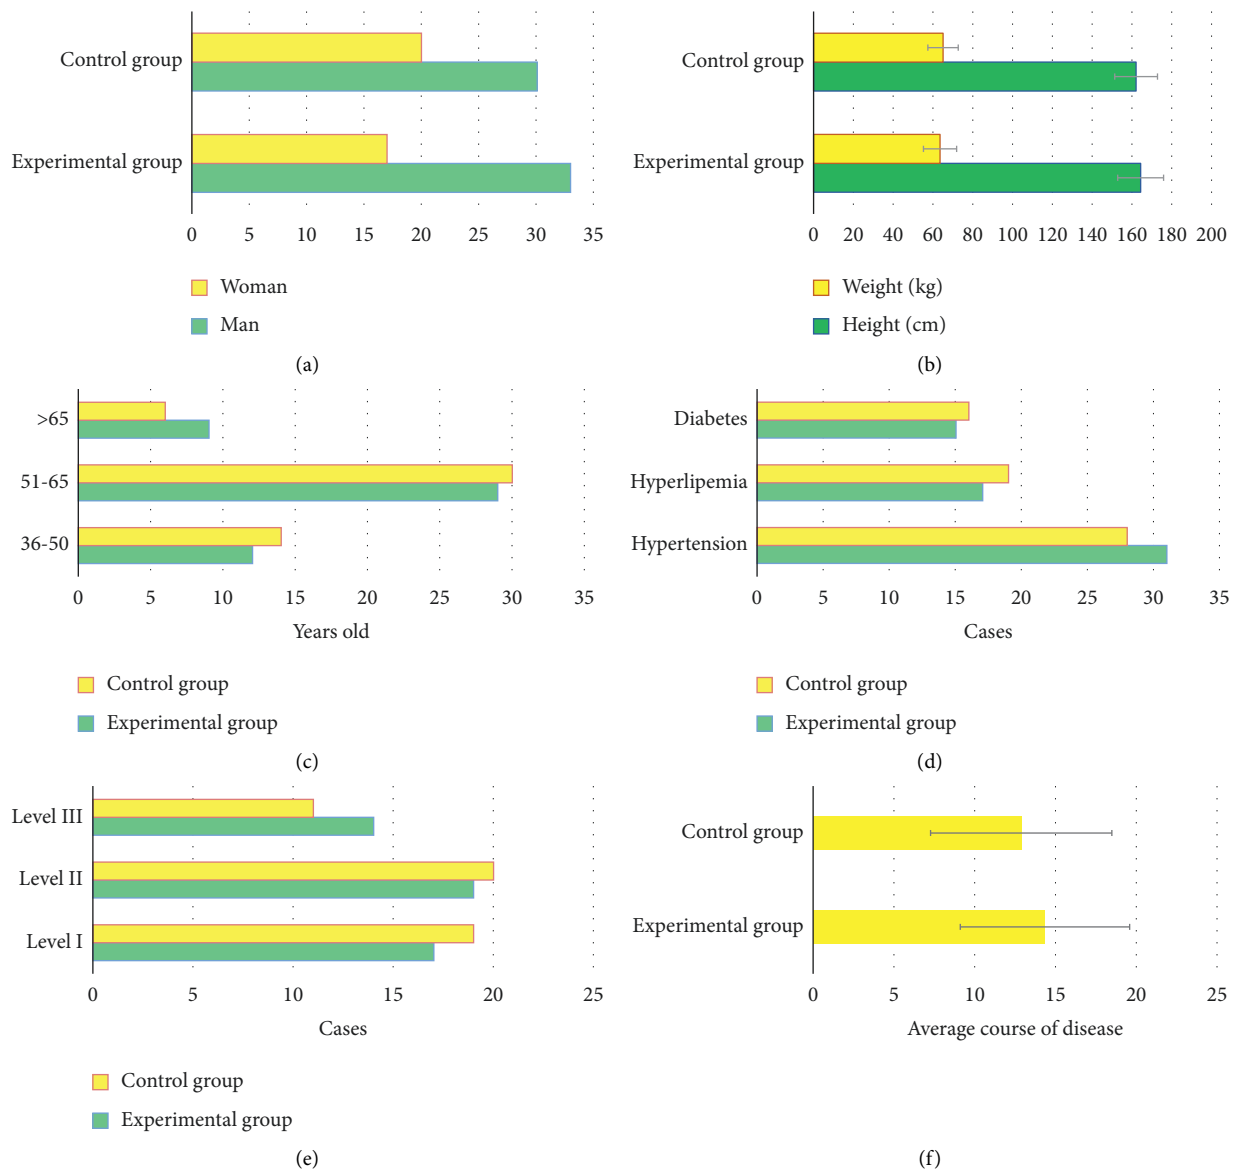 Control group
Experimental group
0 5 10 15 20 25 30 35
Woman
Man
(a)
Control group
Experimental group
0 20 40 60 80 100 120 140 160 180 200
Weight (kg)
Height (cm)
(b)
>65
51-65
36-50
0 5 10 15 20 25 30 35
Years old
Control group
Experimental group
(c)
Diabetes
Hyperlipemia
Hypertension
0 5 10 15 20 25 30 35
Cases
Control group
Experimental group
(d)
Level III
Level II
Level I
0 5 10 15 20 25
Cases
Control group
Experimental group
(e)
Control group
Experimental group
0 5 10 15 20 25
Average course of disease
(f)